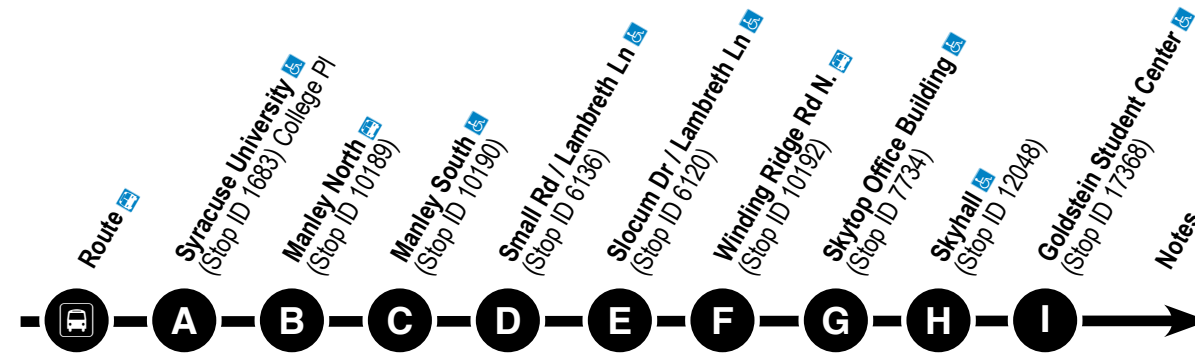 Route
Syracuse University
(Stop ID 1683) College Pl
Manley North
(Stop ID 10189)
Manley South
(Stop ID 10190)
Small Rd / Lambreth Ln
(Stop ID 6136)
Slocum Dr / Lambreth Ln
(Stop ID 6120)
Winding Ridge Rd N.
(Stop ID 10192)
Skytop Office Building
(Stop ID 7734)
Skyhall
(Stop ID 12048)
Goldstein Student Center
(Stop ID 17368)
Notes
A B C D E F G H I